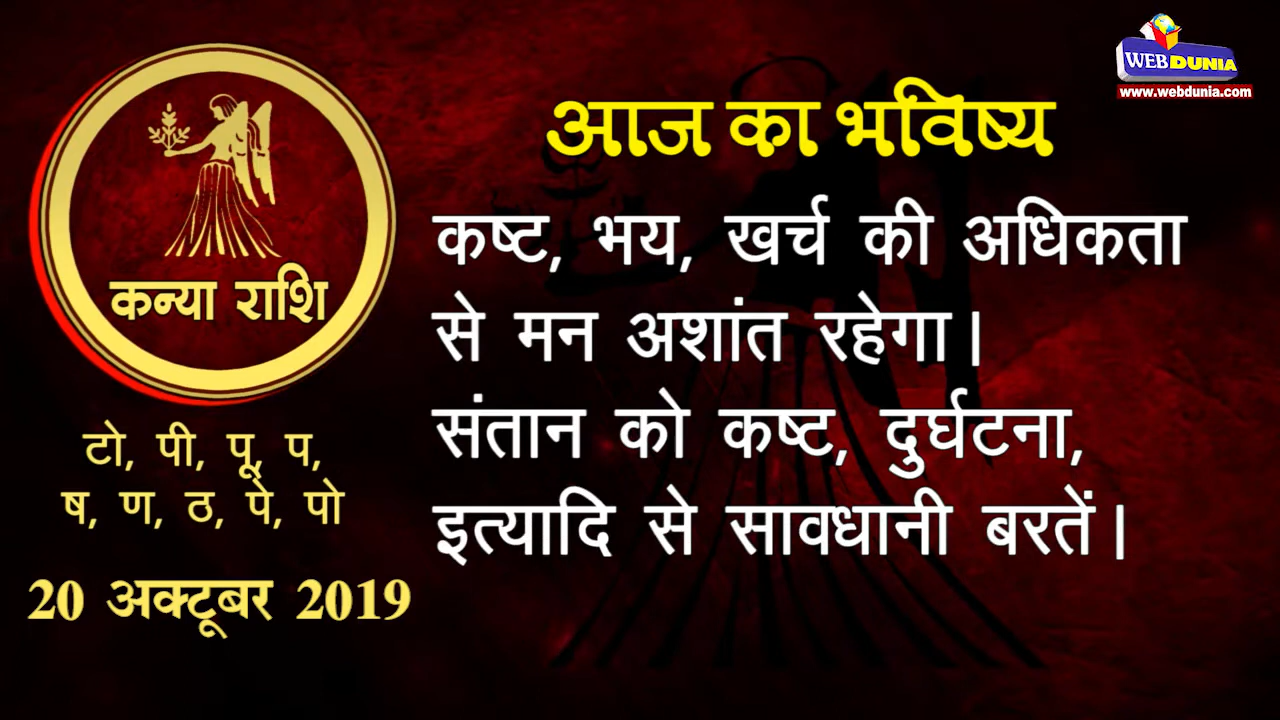 WEBDUNIA
www.webdunia.com
आज का भविष्य
कष्ट, भय, खर्च की अधिकता
से मन अशांत रहेगा।
संतान को कष्ट, दुर्घटना,
इत्यादि से सावधानी बरतें।
कन्या राशि
टो, पी, पू, प,
ष, ण, ठ, पे, पो
20 अक्टूबर 2019